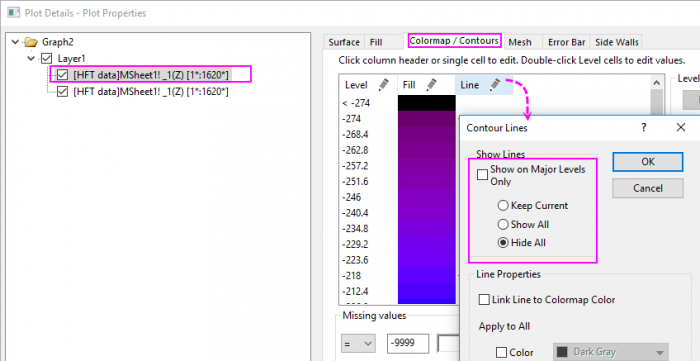 Plot Details - Plot Properties
Graph2
Layer1
[HFT data]MSheet1! _1(Z) [1*:1620*]
[HFT data]MSheet1! _1(Z) [1*:1620*]
Surface Fill Colormap / Contours Mesh Error Bar Side Walls
Click column header or single cell to edit. Double-click Level cells to edit values.
Level Fill Line
Level
< -274
-274
-268.4
-262.8
-257.2
-251.6
-246
-240.4
-234.8
-229.2
-223.6
-218
-212.4
Missing values
= -9999
Contour Lines ? ×
Show Lines
Show on Major Levels
Only
Keep Current
Show All
Hide All
OK
Cancel
Line Properties
Link Line to Colormap Color
Apply to All
Color Dark Gray